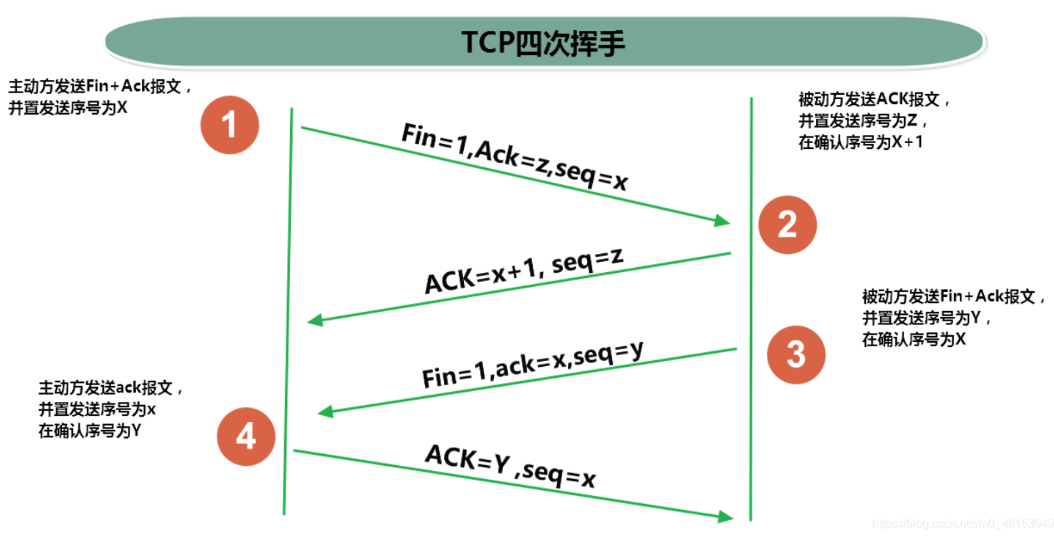 TCP四次挥手
主动方发送Fin+Ack报文，
并置发送序号为X
1
Fin=1,Ack=z,seq=x
被动方发送ACK报文，
并置发送序号为Z，
在确认序号为X+1
2
ACK=x+1, seq=z
被动方发送Fin+Ack报文，
并置发送序号为Y，
在确认序号为X
3
Fin=1,ack=x,seq=y
主动方发送ack报文，
并置发送序号为x
在确认序号为Y
4
ACK=Y ,seq=x
https://blog.csdn.net/m0_46153949